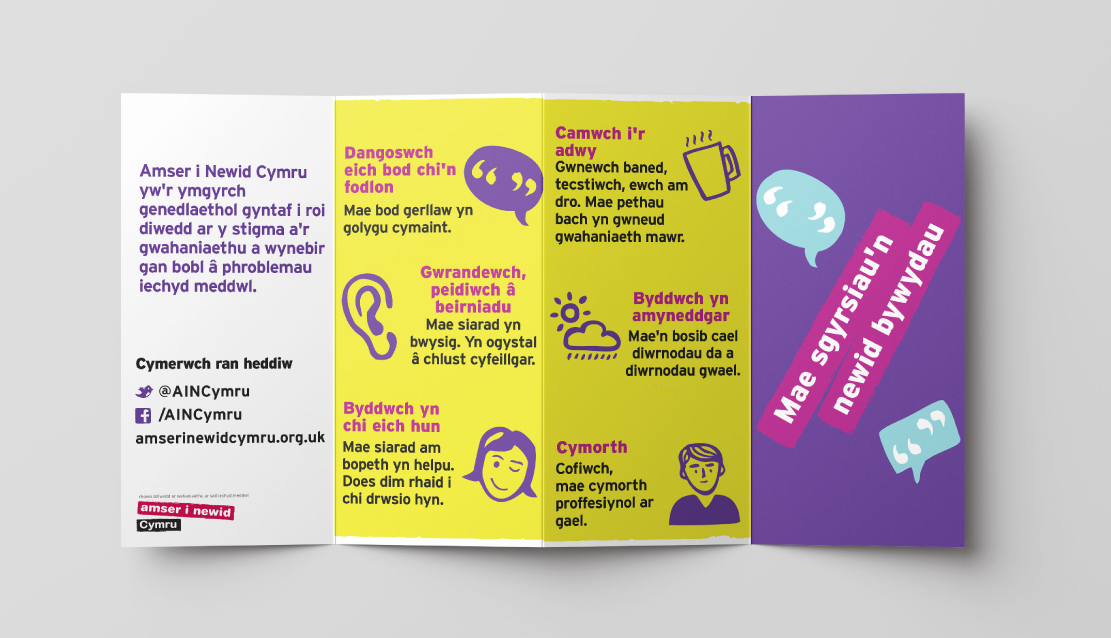 Amser i Newid Cymru
yw'r ymgyrch
genedlaethol gyntaf i roi
diwedd ar y stigma a'r
gwahaniaethu a wynebir
gan bobl â phroblemau
iechyd meddwl.
Cymerwch ran heddiw
@AINCymru
/AINCymru
amserinewidcymru.org.uk
amser i newid
Cymru
Dangoswch
eich bod chi'n
fodlon
Mae bod gerllaw yn
golygu cymaint.
Gwrandewch,
peidiwch â
beirniadu
Mae siarad yn
bwysig. Yn ogystal
â chlust cyfeillgar.
Byddwch yn
chi eich hun
Mae siarad am
bopeth yn helpu.
Does dim rhaid i
chi drwsio hyn.
Camwch i'r
adwy
Gwnewch baned,
tecstiwch, ewch am
dro. Mae pethau
bach yn gwneud
gwahaniaeth mawr.
Byddwch yn
amyneddgar
Mae'n bosib cael
diwrnodau da a
diwrnodau gwael.
Cymorth
Cofiwch,
mae cymorth
proffesiynol ar
gael.
Mae sgyrsiau'n
newid bywydau